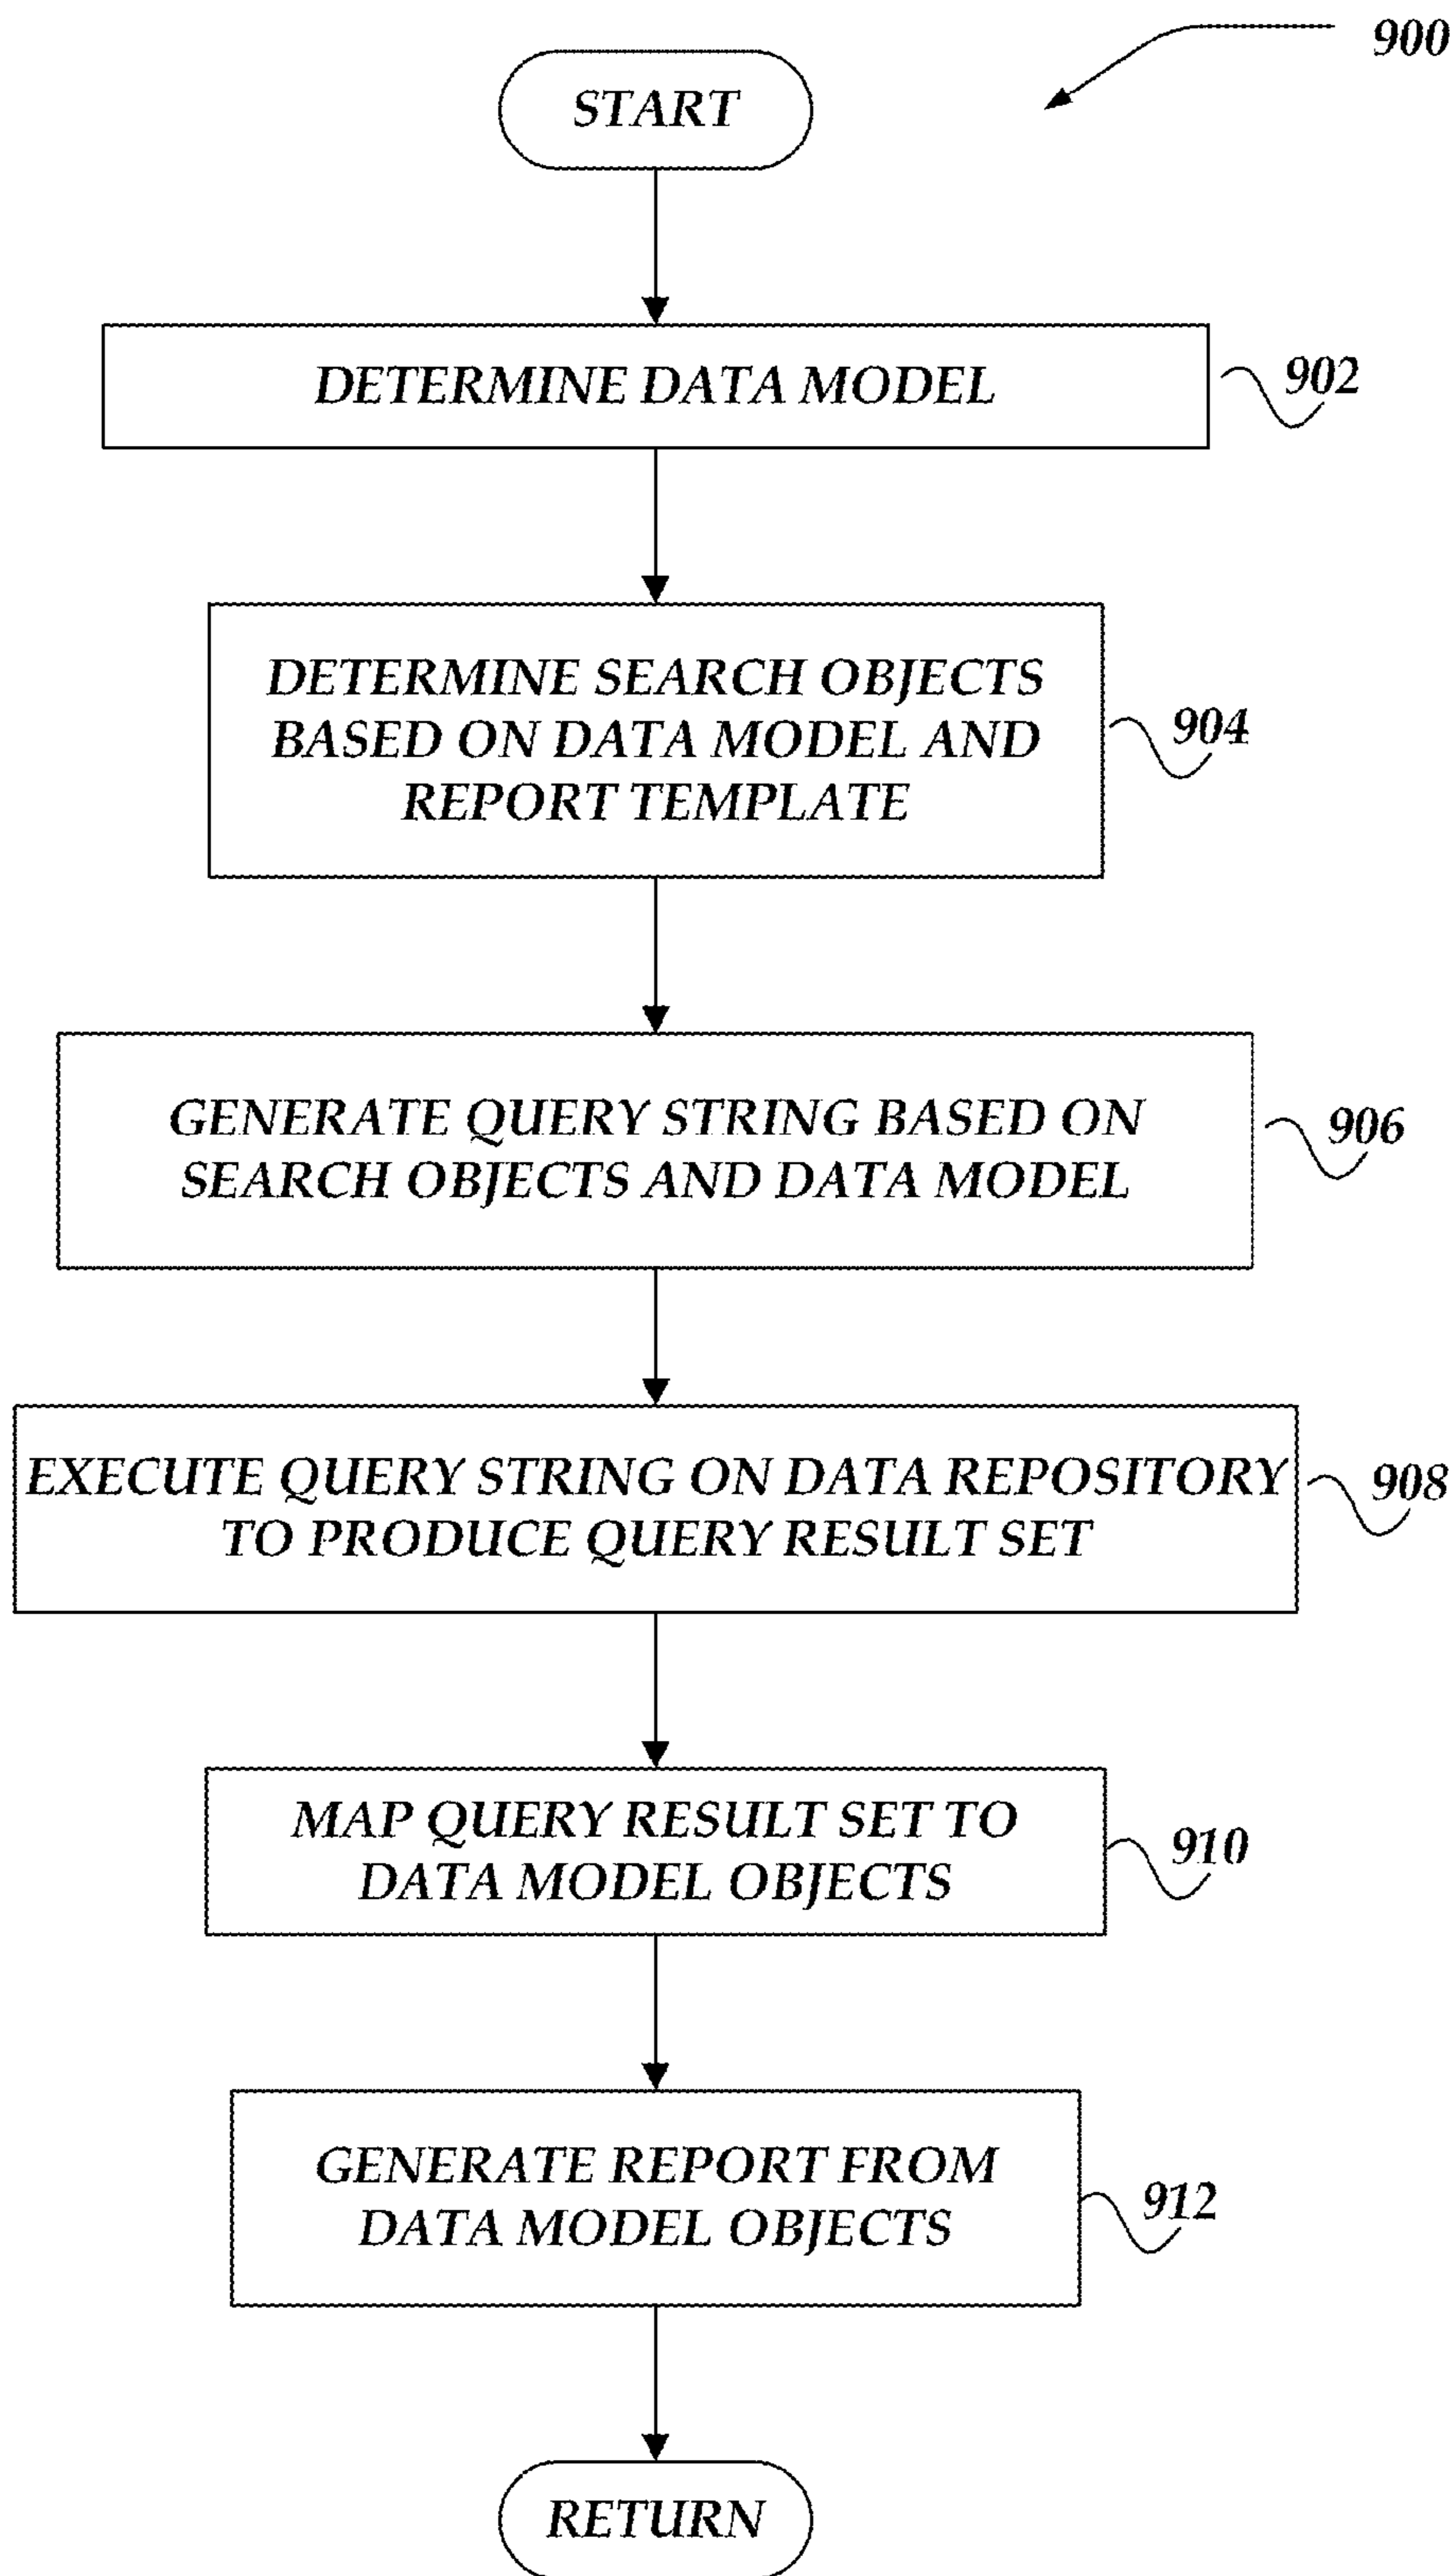 900
START
DETERMINE DATA MODEL
902
DETERMINE SEARCH OBJECTS
BASED ON DATA MODEL AND
REPORT TEMPLATE
904
GENERATE QUERY STRING BASED ON
SEARCH OBJECTS AND DATA MODEL
906
EXECUTE QUERY STRING ON DATA REPOSITORY
TO PRODUCE QUERY RESULT SET
908
MAP QUERY RESULT SET TO
DATA MODEL OBJECTS
910
GENERATE REPORT FROM
DATA MODEL OBJECTS
912
RETURN